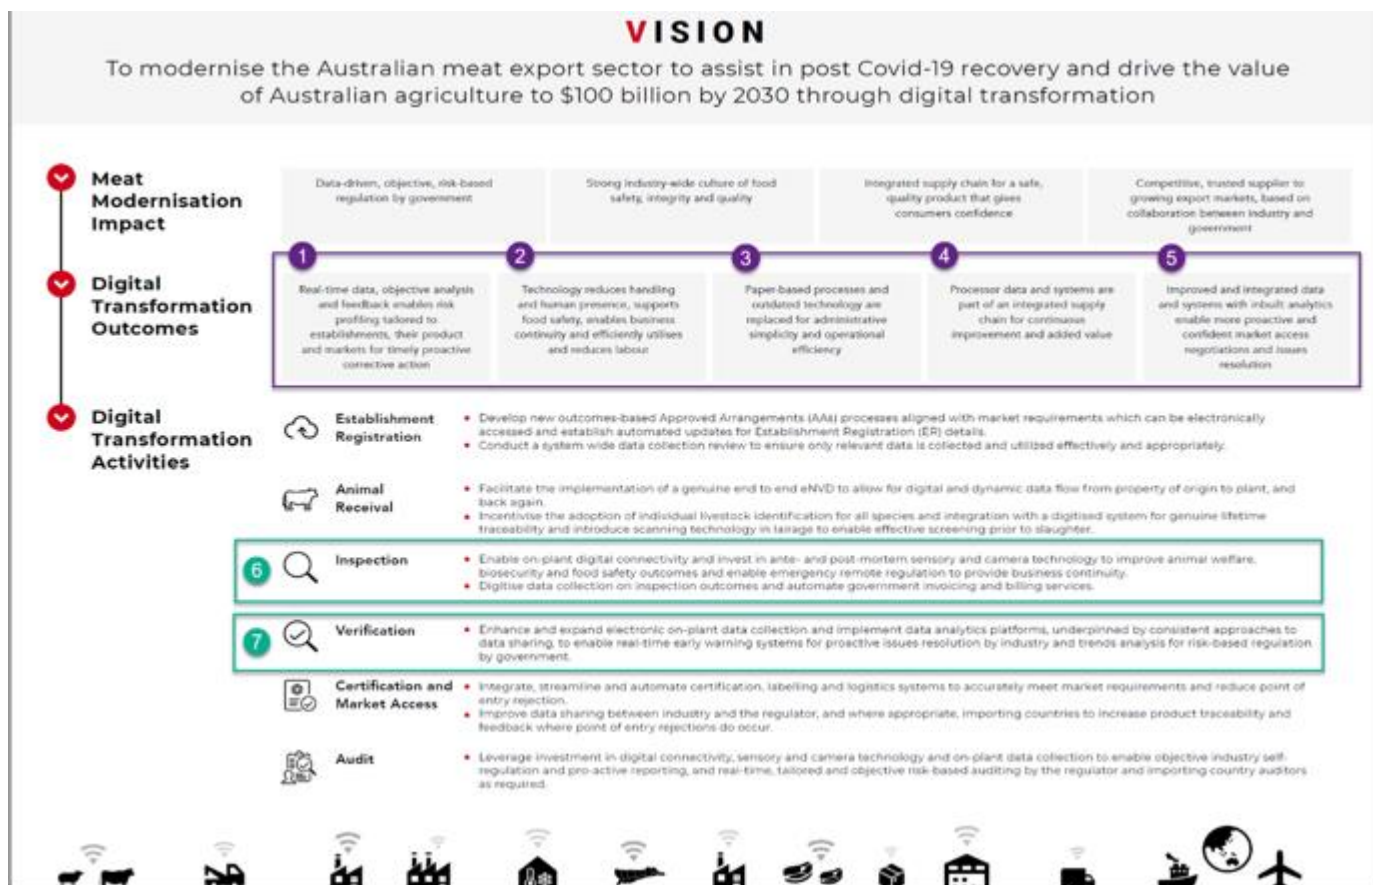 VISION
To modernise the Australian meat export sector to assist in post Covid-19 recovery and drive the value
of Australian agriculture to $100 billion by 2030 through digital transformation
Meat
Modernisation
Impact
Data-driven, objective, risk-based
regulation by government
Strong industry-wide culture of food
safety, integrity and quality
Integrated supply chain for a safe,
quality product that gives
consumers confidence
Competitive, trusted supplier to
growing export markets, based on
collaboration between industry and
government
1
2
3
4
5
Digital
Transformation
Outcomes
Real-time data, objective analysis
and feedback enables risk
profiling tailored to
establishments, their product
and markets for timely proactive
corrective action
Technology reduces handling
and human presence, supports
food safety, enables business
continuity and efficiently utilises
and reduces labour
Paper-based processes and
outdated technology are
replaced for administrative
simplicity and operational
efficiency
Processor data and systems are
part of an integrated supply
chain for continuous
improvement and added value
Improved and integrated data
and systems with inbuilt analytics
enable more proactive and
confident market access
negotiations and issues
resolution
Digital
Transformation
Activities
Establishment
Registration
• Develop new outcomes-based Approved Arrangements (AAs) processes aligned with market requirements which can be electronically
accessed and establish automated updates for Establishment Registration (ER) details.
• Conduct a system wide data collection review to ensure only relevant data is collected and utilized effectively and appropriately.
Animal
Receival
• Facilitate the implementation of a genuine end to end eNVD to allow for digital and dynamic data flow from property of origin to plant, and
back again.
• Incentivise the adoption of individual livestock identification for all species and integration with a digitised system for genuine lifetime
traceability and introduce scanning technology in lairage to enable effective screening prior to slaughter.
6
Inspection
• Enable on-plant digital connectivity and invest in ante- and post-mortem sensory and camera technology to improve animal welfare,
biosecurity and food safety outcomes and enable emergency remote regulation to provide business continuity.
• Digitise data collection on inspection outcomes and automate government invoicing and billing services.
7
Verification
• Enhance and expand electronic on-plant data collection and implement data analytics platforms, underpinned by consistent approaches to
data sharing, to enable real-time early warning systems for proactive issues resolution by industry and trends analysis for risk-based regulation
by government.
Certification and
Market Access
• Integrate, streamline and automate certification, labelling and logistics systems to accurately meet market requirements and reduce point of
entry rejection.
• Improve data sharing between industry and the regulator, and where appropriate, importing countries to increase product traceability and
feedback where point of entry rejections do occur.
Audit
• Leverage investment in digital connectivity, sensory and camera technology and on-plant data collection to enable objective industry self-
regulation and pro-active reporting, and real-time, tailored and objective risk-based auditing by the regulator and importing country auditors
as required.